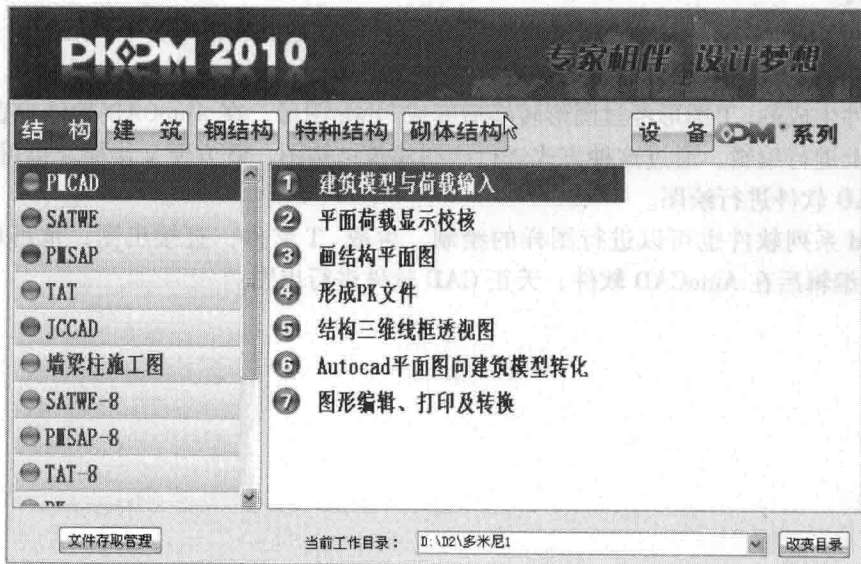 PKPM 2010
专家相伴 设计梦想
结 构 建 筑 钢结构 特种结构 砌体结构 设 备 PKPM 系列
PMCAD
SATWE
PMSAP
TAT
JCCAD
墙梁柱施工图
SATWE-8
PMSAP-8
TAT-8
1 建筑模型与荷载输入
2 平面荷载显示校核
3 画结构平面图
4 形成PK文件
5 结构三维线框透视图
6 Autocad平面图向建筑模型转化
7 图形编辑、打印及转换
文件存取管理 当前工作目录: D:\D2\多米尼1 改变目录